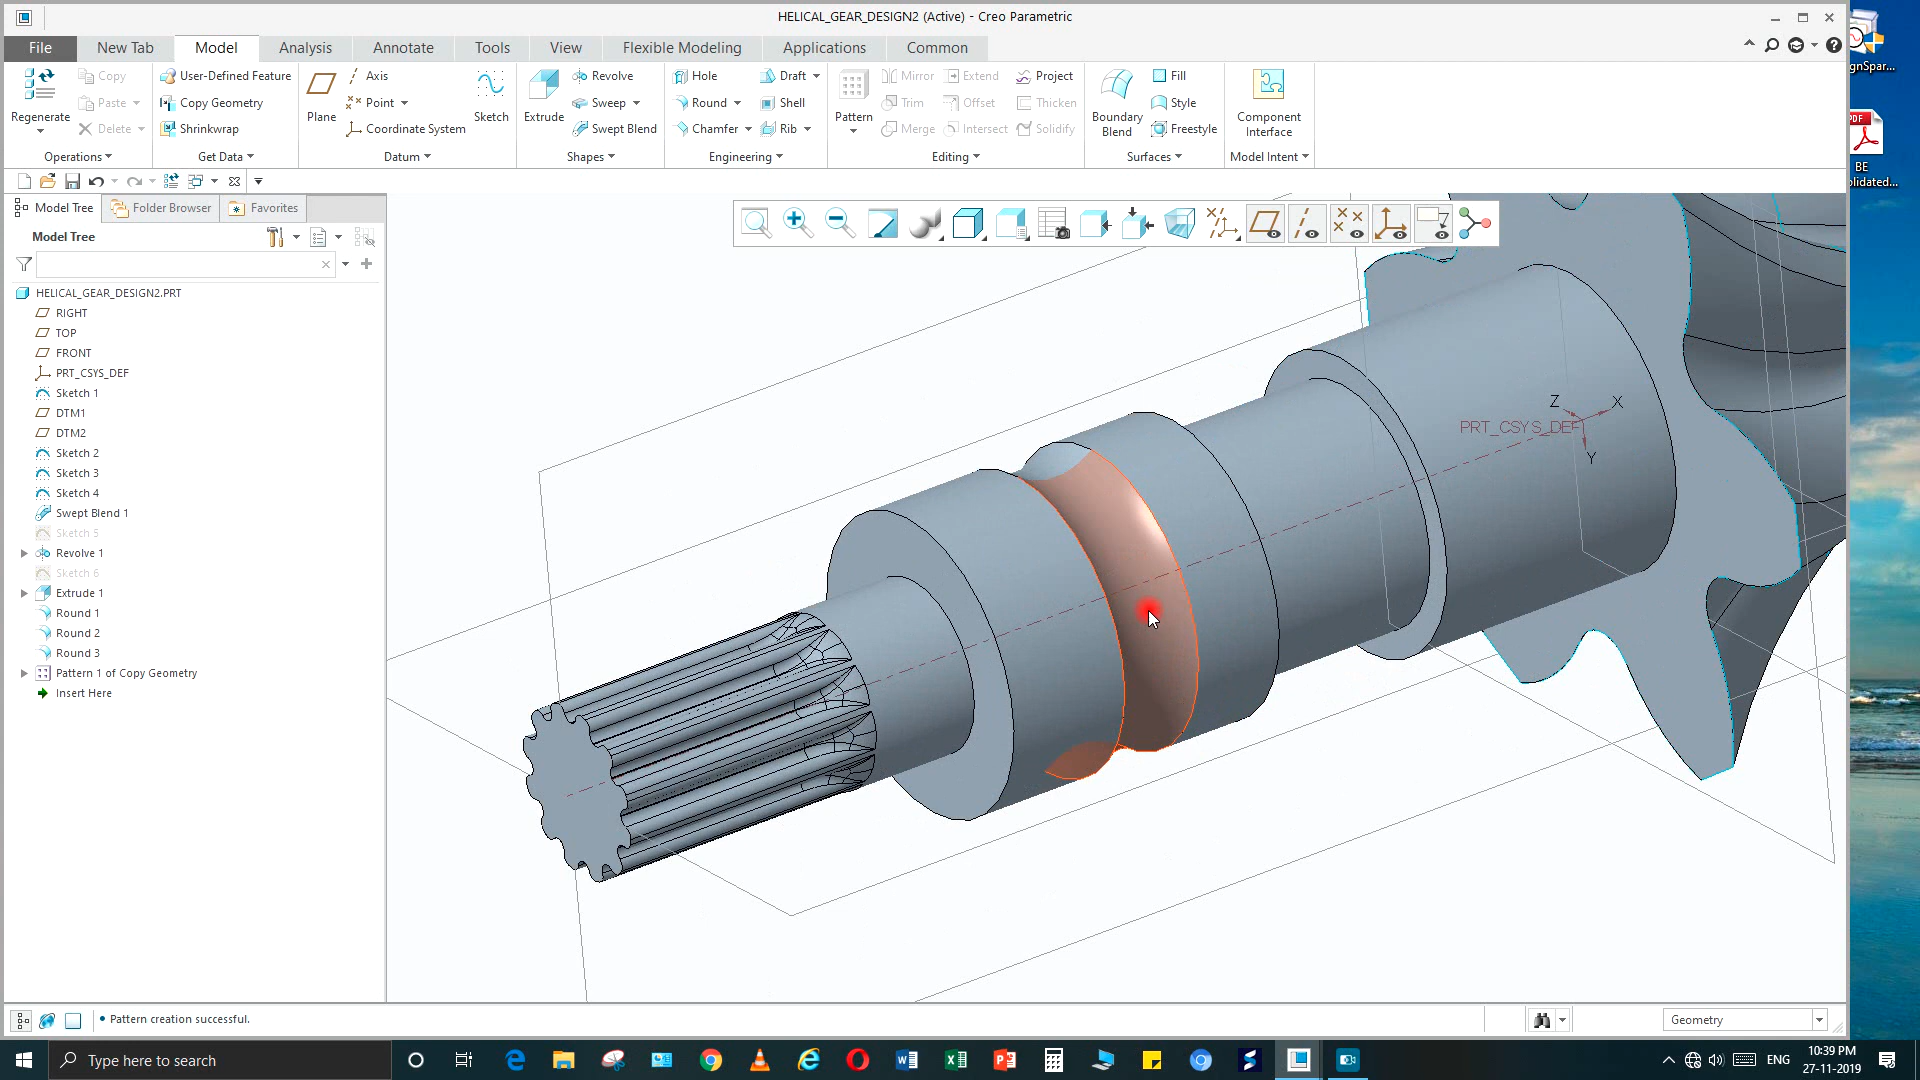 HELICAL_GEAR_DESIGN2 (Active) - Creo Parametric
File New Tab Model Analysis Annotate Tools View Flexible Modeling Applications Common
Regenerate
Copy
Paste
Delete
Operations
User-Defined Feature
Copy Geometry
Shrinkwrap
Get Data
Plane
Axis
Point
Coordinate System
Sketch
Datum
Extrude
Revolve
Sweep
Swept Blend
Shapes
Hole
Round
Chamfer
Draft
Shell
Rib
Engineering
Pattern
Mirror
Trim
Merge
Extend
Offset
Intersect
Project
Thicken
Solidify
Editing
Boundary
Blend
Fill
Style
Freestyle
Surfaces
Component
Interface
Model Intent
Model Tree Folder Browser Favorites
Model Tree
HELICAL_GEAR_DESIGN2.PRT
RIGHT
TOP
FRONT
PRT_CSYS_DEF
Sketch 1
DTM1
DTM2
Sketch 2
Sketch 3
Sketch 4
Swept Blend 1
Sketch 5
Revolve 1
Sketch 6
Extrude 1
Round 1
Round 2
Round 3
Pattern 1 of Copy Geometry
Insert Here
Z X
PRT_CSYS_DEF
Y
PDF
BE
Pattern creation successful.
Geometry
Type here to search
ENG
10:39 PM
27-11-2019